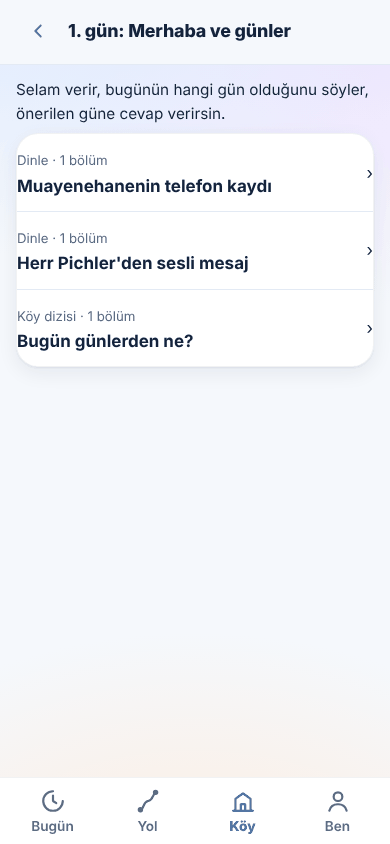 1. gün: Merhaba ve günler
Selam verir, bugünün hangi gün olduğunu söyler,
önerilen güne cevap verirsin.
Dinle · 1 bölüm
Muayenehanenin telefon kaydı
Dinle · 1 bölüm
Herr Pichler'den sesli mesaj
Köy dizisi · 1 bölüm
Bugün günlerden ne?
Bugün
Yol
Köy
Ben